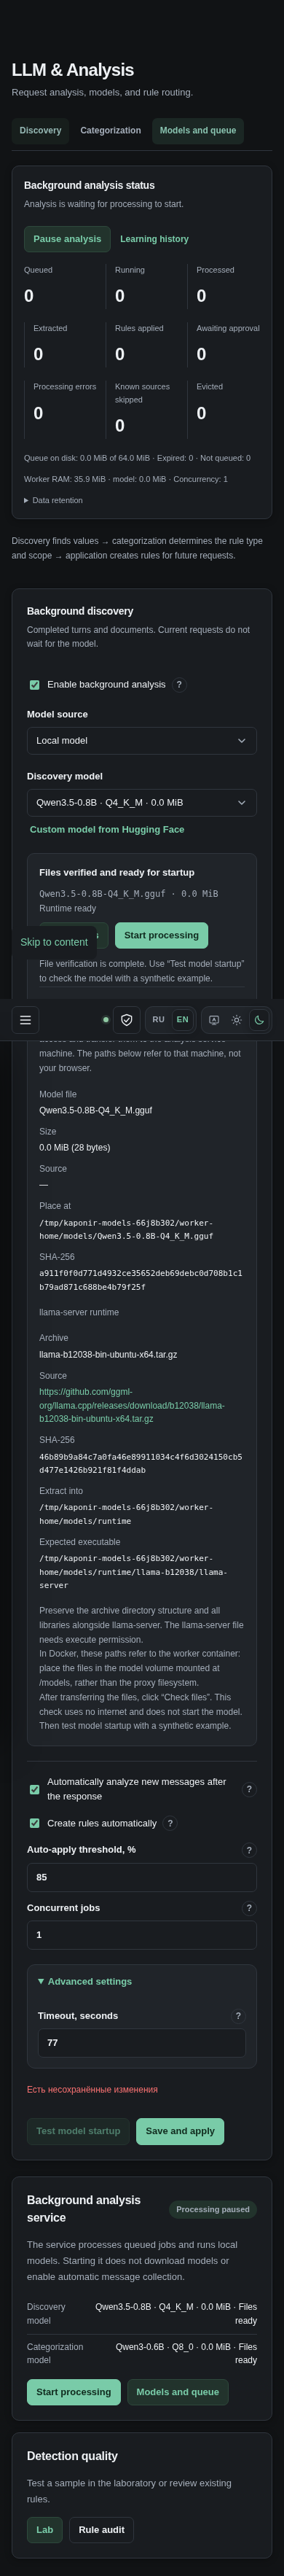 LLM & Analysis
Request analysis, models, and rule routing.
Discovery
Categorization
Models and queue
Background analysis status
Analysis is waiting for processing to start.
Pause analysis
Learning history
Queued
Running
Processed
0
0
0
Extracted
Rules applied
Awaiting approval
0
0
0
Processing errors
Known sources
skipped
Evicted
0
0
0
Queue on disk: 0.0 MiB of 64.0 MiB · Expired: 0 · Not queued: 0
Worker RAM: 35.9 MiB · model: 0.0 MiB · Concurrency: 1
Data retention
Discovery finds values → categorization determines the rule type
and scope → application creates rules for future requests.
Background discovery
Completed turns and documents. Current requests do not
wait for the model.
Enable background analysis ?
Model source
Local model
Discovery model
Qwen3.5-0.8B · Q4_K_M · 0.0 MiB
Custom model from Hugging Face
Files verified and ready for startup
Qwen3.5-0.8B-Q4_K_M.gguf · 0.0 MiB
Runtime ready
Skip to content
Start processing
File verification is complete. Use “Test model startup”
to check the model with a synthetic example.
RU
EN
machine. The paths below refer to that machine, not
your browser.
Model file
Qwen3.5-0.8B-Q4_K_M.gguf
Size
0.0 MiB (28 bytes)
Source
—
Place at
/tmp/kaponir-models-66j8b302/worker-
home/models/Qwen3.5-0.8B-Q4_K_M.gguf
SHA-256
a911f0f0d771d4932ce35652deb69debc0d708b1c1
b79ad871c688be4b79f25f
llama-server runtime
Archive
llama-b12038-bin-ubuntu-x64.tar.gz
Source
https://github.com/ggml-
org/llama.cpp/releases/download/b12038/llama-
b12038-bin-ubuntu-x64.tar.gz
SHA-256
46b89b9a84c7a0fa46e89911034c4f6d3024150cb5
d477e1426b921f81f4ddab
Extract into
/tmp/kaponir-models-66j8b302/worker-
home/models/runtime
Expected executable
/tmp/kaponir-models-66j8b302/worker-
home/models/runtime/llama-b12038/llama-
server
Preserve the archive directory structure and all
libraries alongside llama-server. The llama-server file
needs execute permission.
In Docker, these paths refer to the worker container:
place the files in the model volume mounted at
/models, rather than the proxy filesystem.
After transferring the files, click “Check files”. This
check uses no internet and does not start the model.
Then test model startup with a synthetic example.
Automatically analyze new messages after
the response ?
Create rules automatically ?
Auto-apply threshold, % ?
85
Concurrent jobs ?
1
Advanced settings
Timeout, seconds ?
77
Есть несохранённые изменения
Test model startup
Save and apply
Background analysis
service
Processing paused
The service processes queued jobs and runs local
models. Starting it does not download models or
enable automatic message collection.
Discovery
model
Qwen3.5-0.8B · Q4_K_M · 0.0 MiB · Files
ready
Categorization
model
Qwen3-0.6B · Q8_0 · 0.0 MiB · Files
ready
Start processing
Models and queue
Detection quality
Test a sample in the laboratory or review existing
rules.
Lab
Rule audit